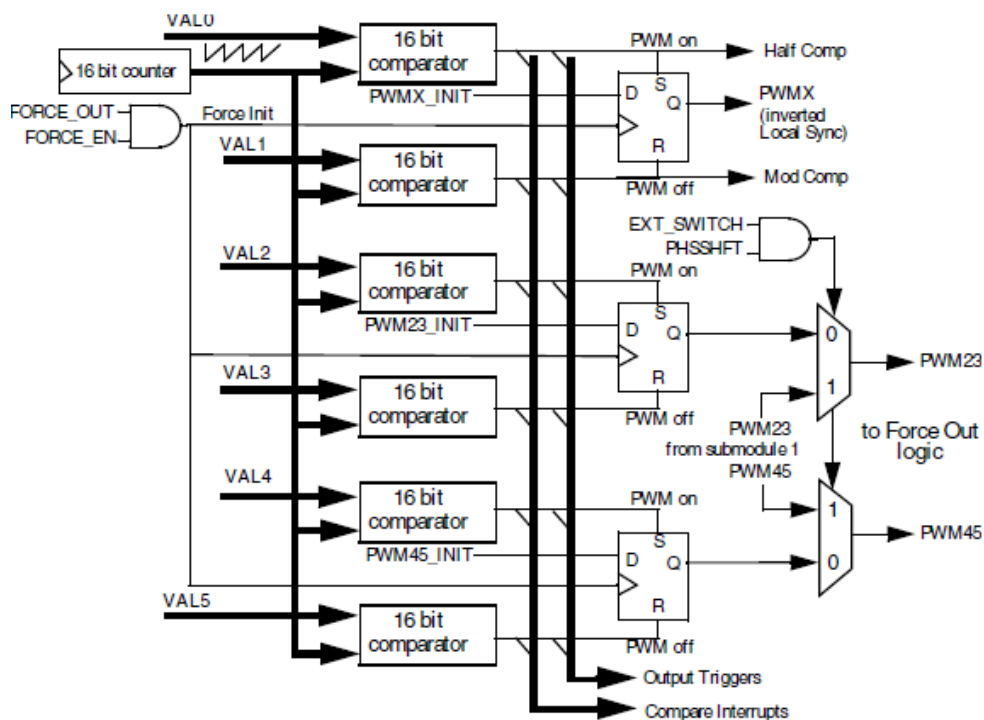 VAL0
16 bit
comparator
PWM on
Half Comp
16 bit counter
PWMX_INIT
D
S
Q
R
PWMX
(inverted
Local Sync)
FORCE_OUT
FORCE_EN
Force Init
VAL1
16 bit
comparator
PWM off
Mod Comp
EXT_SWITCH
PHSSHFT
VAL2
16 bit
comparator
PWM on
PWM23_INIT
D
S
Q
R
0
1
PWM23
VAL3
16 bit
comparator
PWM off
PWM23
from submodule 1
PWM45
to Force Out
logic
VAL4
16 bit
comparator
PWM on
PWM45_INIT
D
S
Q
R
1
0
PWM45
VAL5
16 bit
comparator
PWM off
Output Triggers
Compare Interrupts